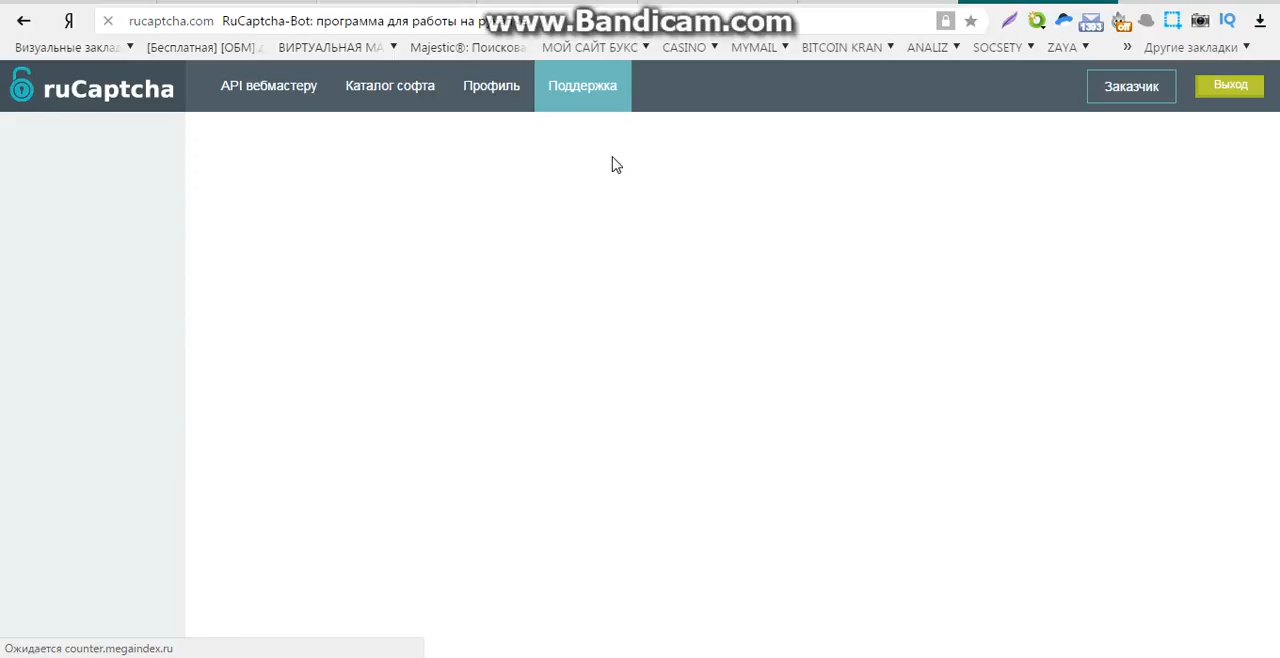 www.Bandicam.com
Я rucaptcha.com RuCaptcha-Bot: программа для работы на
Визуальные заклад [Бесплатная] [ОБМ] ВИРТУАЛЬНАЯ МА Majestic®: Поискова МОЙ САЙТ БУКС CASINO MYMAIL BITCOIN KRAN ANALIZ SOCSETY ZAYA » Другие закладки
ruCaptcha API вебмастеру Каталог софта Профиль Поддержка Заказчик Выход
Ожидается counter.megaindex.ru